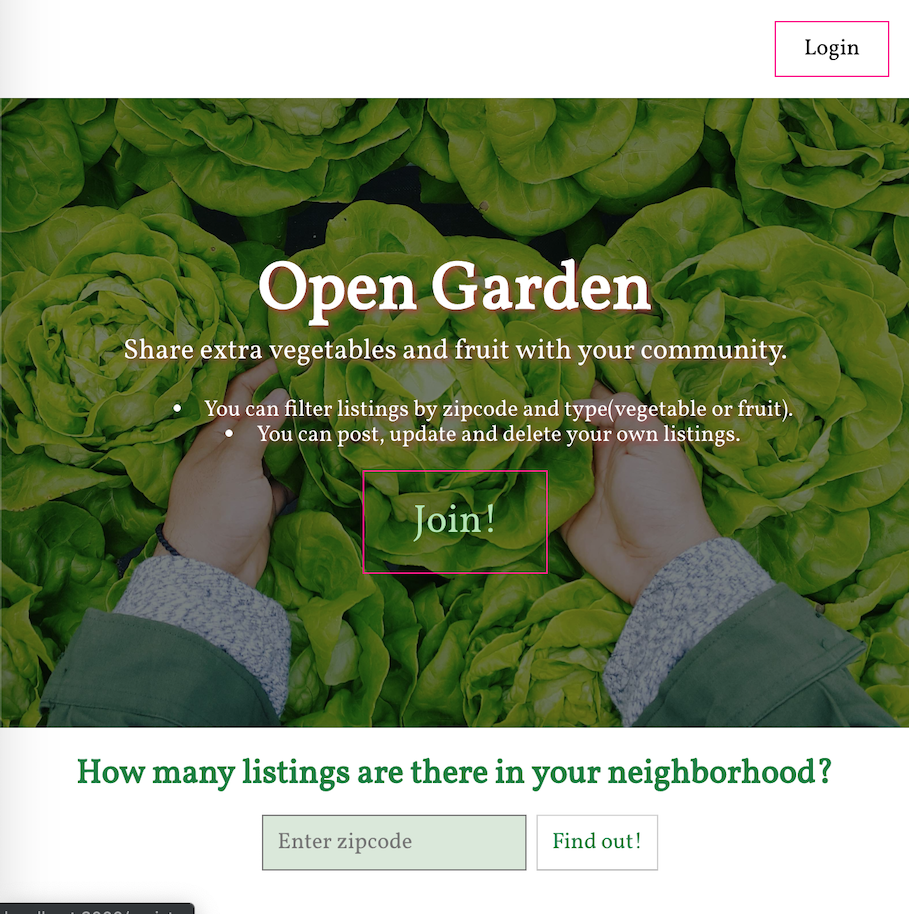 Login
Open Garden
Share extra vegetables and fruit with your community.
• You can filter listings by zipcode and type(vegetable or fruit).
• You can post, update and delete your own listings.
Join!
How many listings are there in your neighborhood?
Enter zipcode
Find out!